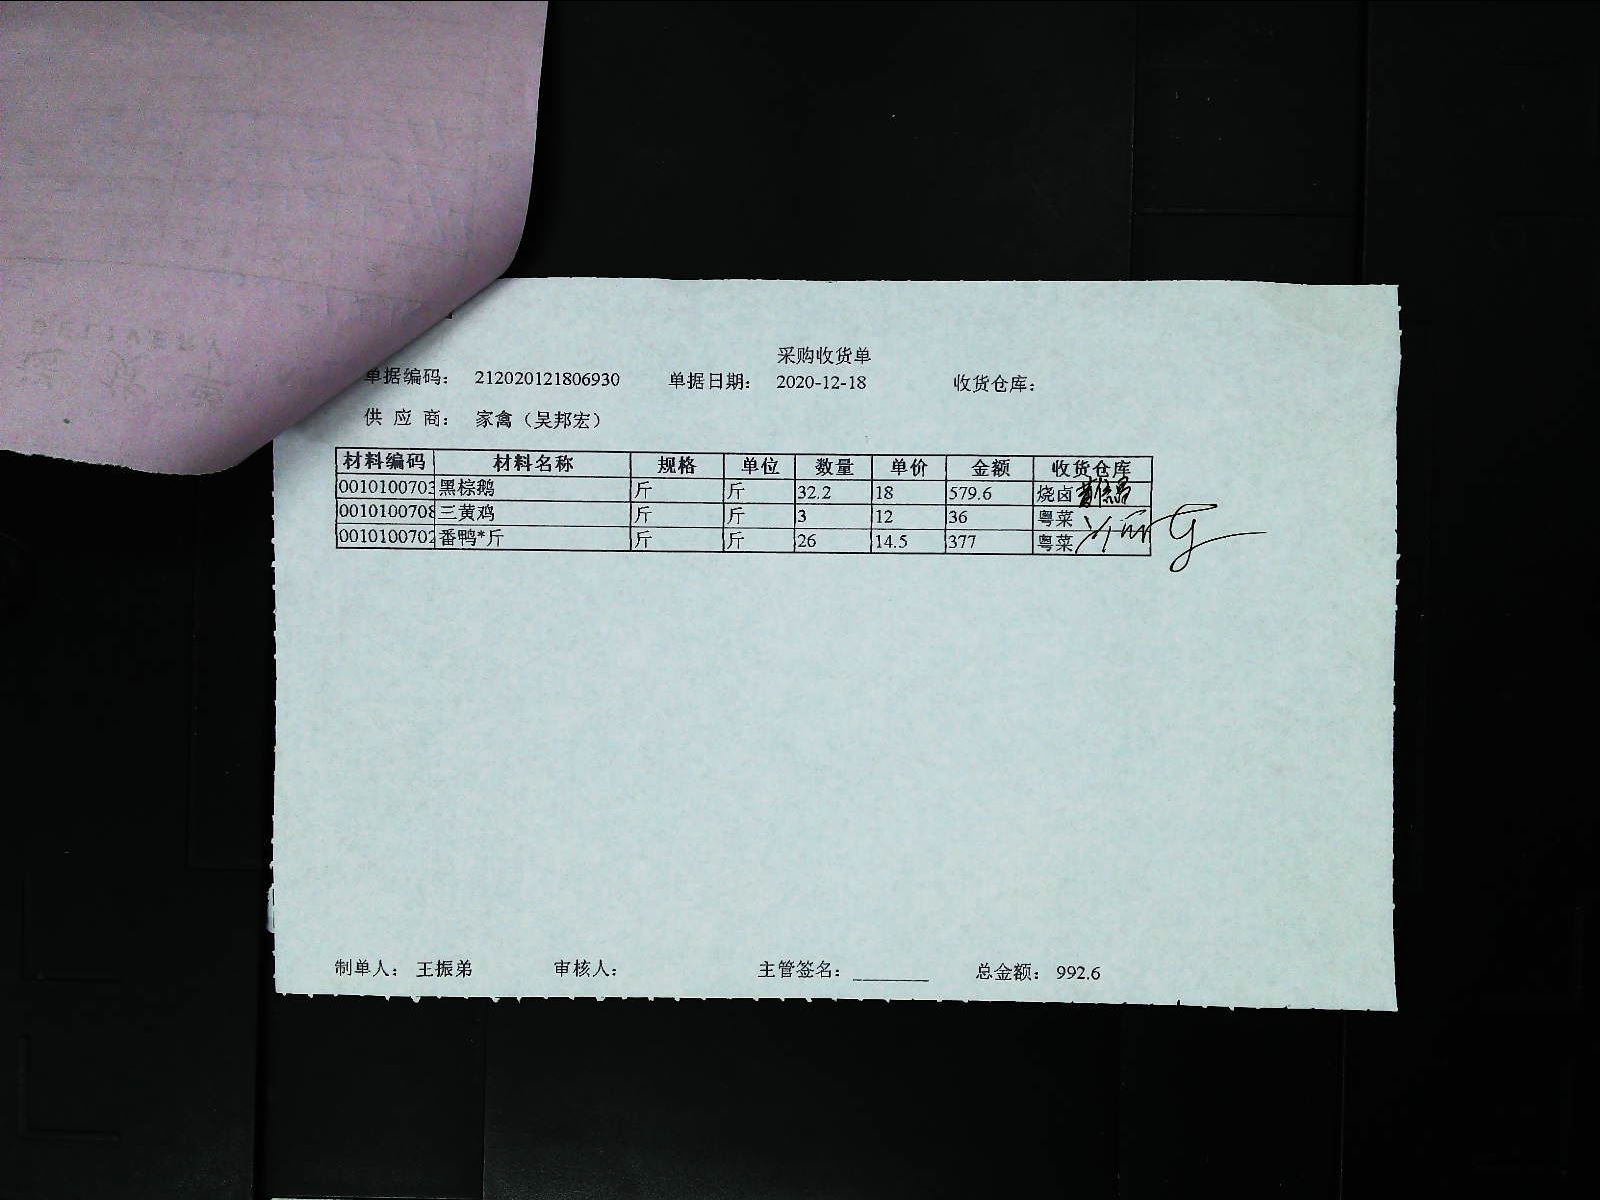 采购收货单
单据编码： 212020121806930 单据日期： 2020-12-18 收货仓库：
供 应 商： 家禽（吴邦宏）
材料编码 材料名称 规格 单位 数量 单价 金额 收货仓库
0010100703 黑棕鹅 斤 斤 32.2 18 579.6 烧卤
0010100708 三黄鸡 斤 斤 3 12 36 粤菜
0010100702 番鸭*斤 斤 斤 26 14.5 377 粤菜
制单人： 王振弟 审核人： 主管签名： 总金额： 992.6